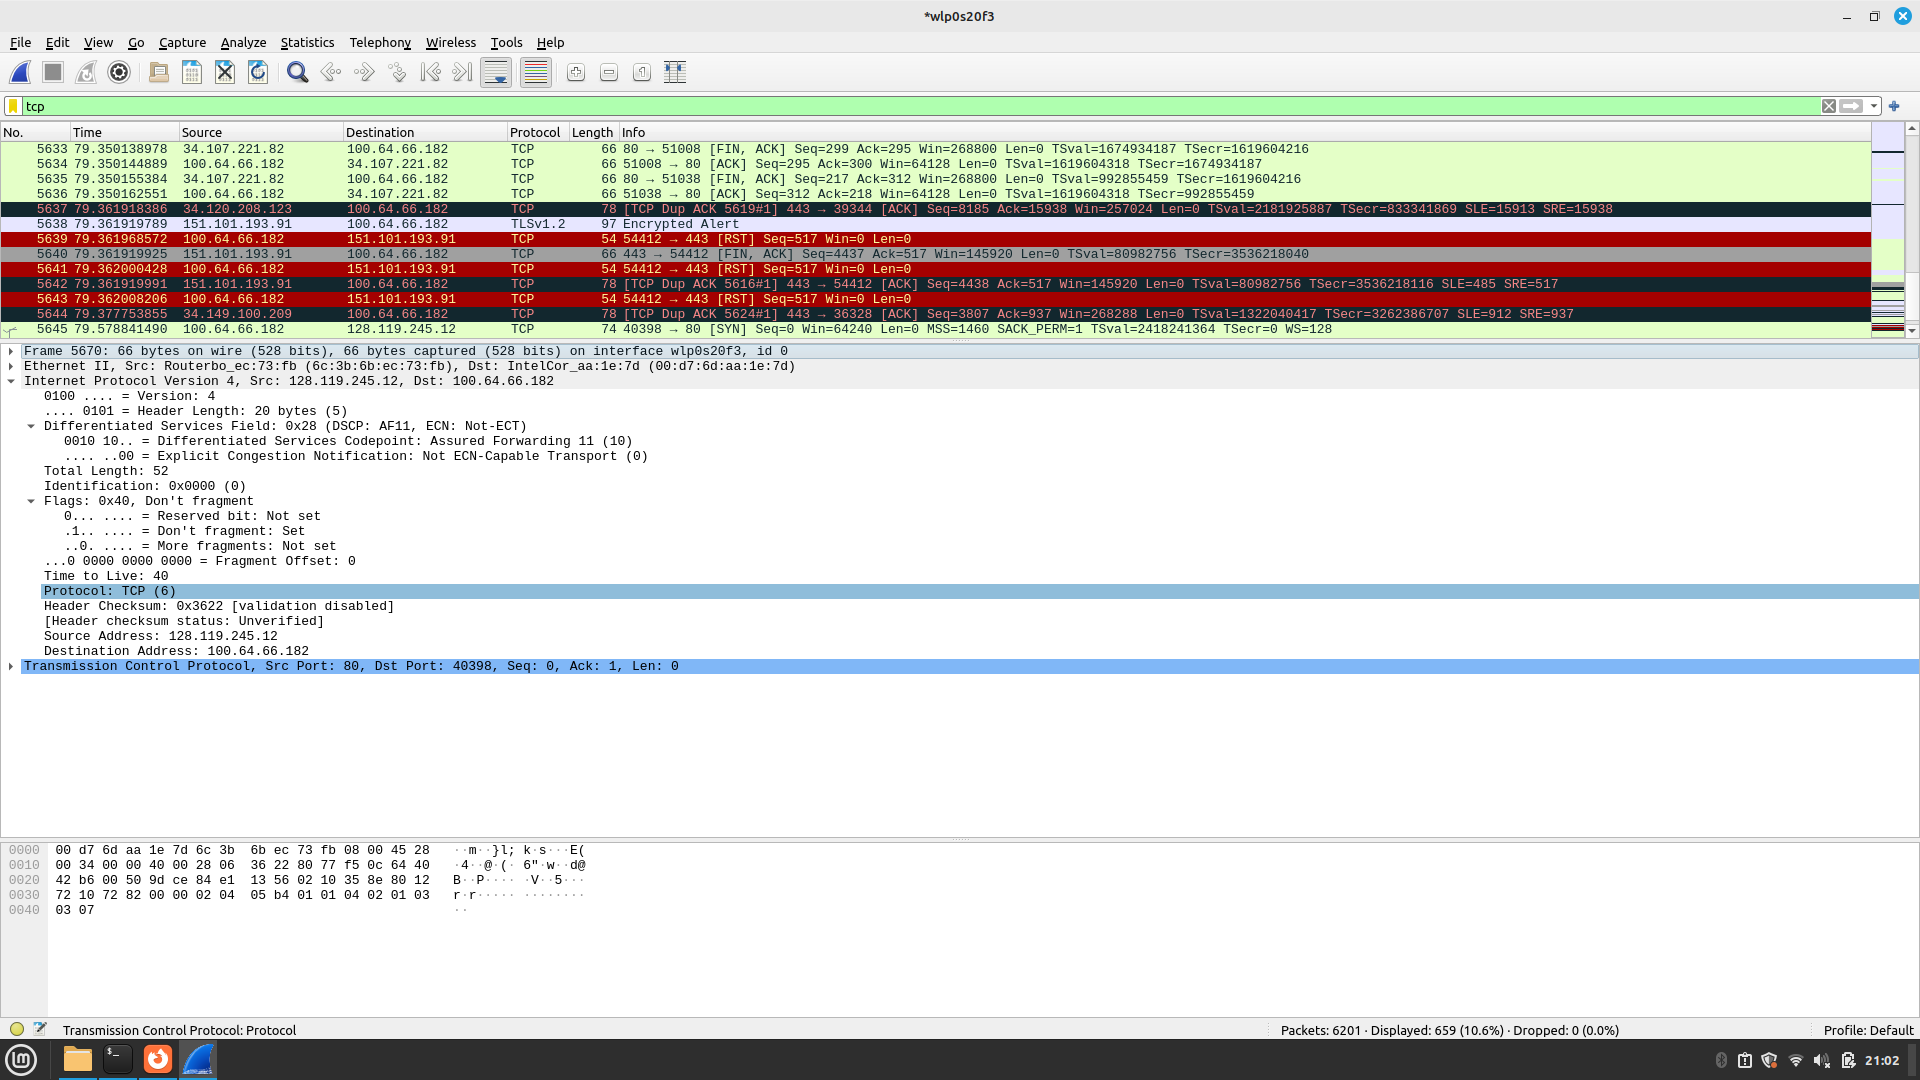 *wlp0s20f3
File Edit View Go Capture Analyze Statistics Telephony Wireless Tools Help
tcp
No. Time Source Destination Protocol Length Info
5633 79.350138978 34.107.221.82 100.64.66.182 TCP 66 80 → 51008 [FIN, ACK] Seq=299 Ack=295 Win=268800 Len=0 TSval=1674934187 TSecr=1619604216
5634 79.350144889 100.64.66.182 34.107.221.82 TCP 66 51008 → 80 [ACK] Seq=295 Ack=300 Win=64128 Len=0 TSval=1619604318 TSecr=1674934187
5635 79.350155384 34.107.221.82 100.64.66.182 TCP 66 80 → 51038 [FIN, ACK] Seq=217 Ack=312 Win=268800 Len=0 TSval=992855459 TSecr=1619604216
5636 79.350162551 100.64.66.182 34.107.221.82 TCP 66 51038 → 80 [ACK] Seq=312 Ack=218 Win=64128 Len=0 TSval=1619604318 TSecr=992855459
5637 79.361918386 34.120.208.123 100.64.66.182 TCP 78 [TCP Dup ACK 5619#1] 443 → 39344 [ACK] Seq=8185 Ack=15938 Win=257024 Len=0 TSval=2181925887 TSecr=833341869 SLE=15913 SRE=15938
5638 79.361919789 151.101.193.91 100.64.66.182 TLSv1.2 97 Encrypted Alert
5639 79.361968572 100.64.66.182 151.101.193.91 TCP 54 54412 → 443 [RST] Seq=517 Win=0 Len=0
5640 79.361919925 151.101.193.91 100.64.66.182 TCP 66 443 → 54412 [FIN, ACK] Seq=4437 Ack=517 Win=145920 Len=0 TSval=80982756 TSecr=3536218040
5641 79.362000428 100.64.66.182 151.101.193.91 TCP 54 54412 → 443 [RST] Seq=517 Win=0 Len=0
5642 79.361919991 151.101.193.91 100.64.66.182 TCP 78 [TCP Dup ACK 5616#1] 443 → 54412 [ACK] Seq=4438 Ack=517 Win=145920 Len=0 TSval=80982756 TSecr=3536218116 SLE=485 SRE=517
5643 79.362008206 100.64.66.182 151.101.193.91 TCP 54 54412 → 443 [RST] Seq=517 Win=0 Len=0
5644 79.377753855 34.149.100.209 100.64.66.182 TCP 78 [TCP Dup ACK 5624#1] 443 → 36328 [ACK] Seq=3807 Ack=937 Win=268288 Len=0 TSval=1322040417 TSecr=3262386707 SLE=912 SRE=937
5645 79.578841490 100.64.66.182 128.119.245.12 TCP 74 40398 → 80 [SYN] Seq=0 Win=64240 Len=0 MSS=1460 SACK_PERM=1 TSval=2418241364 TSecr=0 WS=128
Frame 5670: 66 bytes on wire (528 bits), 66 bytes captured (528 bits) on interface wlp0s20f3, id 0
Ethernet II, Src: Routerbo_ec:73:fb (6c:3b:6b:ec:73:fb), Dst: IntelCor_aa:1e:7d (00:d7:6d:aa:1e:7d)
Internet Protocol Version 4, Src: 128.119.245.12, Dst: 100.64.66.182
0100 .... = Version: 4
.... 0101 = Header Length: 20 bytes (5)
Differentiated Services Field: 0x28 (DSCP: AF11, ECN: Not-ECT)
0010 10.. = Differentiated Services Codepoint: Assured Forwarding 11 (10)
.... ..00 = Explicit Congestion Notification: Not ECN-Capable Transport (0)
Total Length: 52
Identification: 0x0000 (0)
Flags: 0x40, Don't fragment
0... .... = Reserved bit: Not set
.1.. .... = Don't fragment: Set
..0. .... = More fragments: Not set
...0 0000 0000 0000 = Fragment Offset: 0
Time to Live: 40
Protocol: TCP (6)
Header Checksum: 0x3622 [validation disabled]
[Header checksum status: Unverified]
Source Address: 128.119.245.12
Destination Address: 100.64.66.182
Transmission Control Protocol, Src Port: 80, Dst Port: 40398, Seq: 0, Ack: 1, Len: 0
0000 00 d7 6d aa 1e 7d 6c 3b 6b ec 73 fb 08 00 45 28 ··m··}l; k·s···E(
0010 00 34 00 00 40 00 28 06 36 22 80 77 f5 0c 64 40 ·4··@·(· 6"·w··d@
0020 42 b6 00 50 9d ce 84 e1 13 56 02 10 35 8e 80 12 B··P···· ·V··5···
0030 72 10 72 82 00 00 02 04 05 b4 01 01 04 02 01 03 r·r····· ········
0040 03 07 ··
Transmission Control Protocol: Protocol Packets: 6201 · Displayed: 659 (10.6%) · Dropped: 0 (0.0%) Profile: Default
21:02